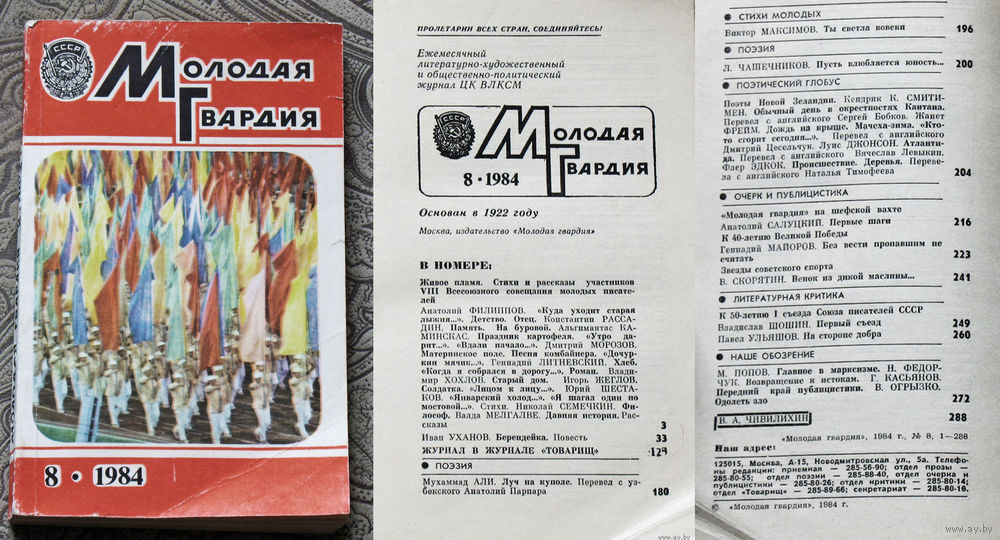 СССР
МОЛОДАЯ
ГВАРДИЯ
8 · 1984
ПРОЛЕТАРИИ ВСЕХ СТРАН, СОЕДИНЯЙТЕСЬ!
Ежемесячный
литературно-художественный
и общественно-политический
журнал ЦК ВЛКСМ
СССР
МОЛОДАЯ
ГВАРДИЯ
8 · 1984
Основан в 1922 году
Москва, издательство «Молодая гвардия»
В НОМЕРЕ:
Живое пламя. Стихи и рассказы участников
VIII Всесоюзного совещания молодых писате-
лей
Анатолий ФИЛИППОВ. «Куда уходит старая
лыжня...». Детство. Отец. Константин РАССА-
ДИН. Память. На буровой. Альгимантас КА-
МИНСКАС. Праздник картофеля. «Утро да-
рит...». «Вдали начало...». Дмитрий МОРОЗОВ.
Материнское поле. Песня комбайнера. «Дочур-
кин мячик...». Геннадий ЛИТНЕВСКИЙ. Хлеб.
«Когда я собрался в дорогу...». Роман. Влади-
мир ХОХЛОВ. Старый дом. Игорь ЖЕГЛОВ.
Солдатка. «Лицом к лицу...». Юрий ШЕСТА-
КОВ. «Январский холод...». «Я шагал один по
мостовой...». Стихи. Николай СЕМЕЧКИН. Фи-
лософ. Валда МЕЛГАЛВЕ. Давняя история. Рас-
сказы 3
Иван УХАНОВ. Берендейка. Повесть 33
ЖУРНАЛ В ЖУРНАЛЕ «ТОВАРИЩ» 129
● ПОЭЗИЯ
Мухаммад АЛИ. Луч на куполе. Перевел с уз-
бекского Анатолий Парпара 180
● СТИХИ МОЛОДЫХ
Виктор МАКСИМОВ. Ты светла вовеки 196
● ПОЭЗИЯ
Л. ЧАШЕЧНИКОВ. Пусть влюбляется юность... 200
● ПОЭТИЧЕСКИЙ ГЛОБУС
Поэты Новой Зеландии. Кендрик К. СМИТИ-
МЕН. Обычный день в окрестностях Каитана.
Перевел с английского Сергей Бобков. Жанет
ФРЕЙМ. Дождь на крыше. Мачеха-зима. «Кто-
то сгорит сегодня...». Перевел с английского
Дмитрий Цесельчук. Луис ДЖОНСОН. Атланти-
да. Перевел с английского Вячеслав Левыкин.
Флер ЭДКОК. Происшествие. Деревья. Переве-
ла с английского Наталья Тимофеева 204
● ОЧЕРК И ПУБЛИЦИСТИКА
«Молодая гвардия» на шефской вахте
Анатолий САЛУЦКИЙ. Первые шаги 216
К 40-летию Великой Победы
Геннадий МАЙОРОВ. Без вести пропавшим не
считать 223
Звезды советского спорта
В. СКОРЯТИН. Венок из дикой маслины... 241
● ЛИТЕРАТУРНАЯ КРИТИКА
К 50-летию I съезда Союза писателей СССР
Владислав ШОШИН. Первый съезд 249
Павел УЛЬЯШОВ. На стороне добра 260
● НАШЕ ОБОЗРЕНИЕ
М. ПОПОВ. Главное в марксизме. Н. ФЕДОР-
ЧУК. Возвращение к истокам. Г. КАСЬЯНОВ.
Передний край публицистики. В. ОГРЫЗКО.
Одолеть зло 272
В. А. ЧИВИЛИХИН 288
«Молодая гвардия», 1984 г., № 8, 1—288
Наш адрес:
125015, Москва, А-15, Новодмитровская ул., 5а. Телефо-
ны редакции: приемная — 285-56-90; отдел прозы —
285-80-55; отдел поэзии — 285-88-40, отдел очерка и
публицистики — 285-80-26; отдел критики — 285-80-14;
отдел «Товарищ» — 285-89-66; секретариат — 285-80-16.
© «Молодая гвардия», 1984 г.
www.ay.by
www.ay.by